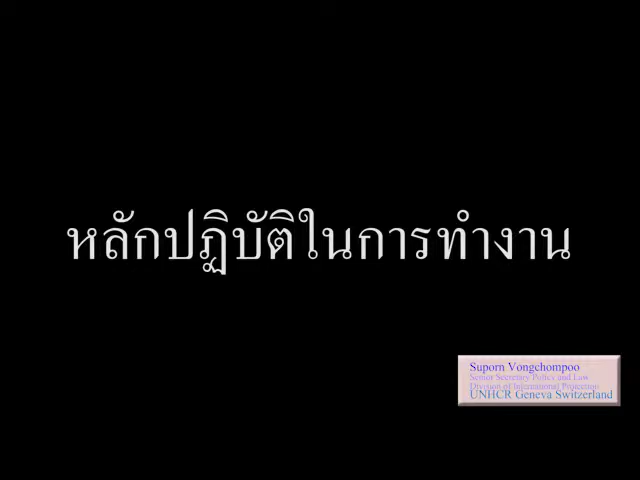 หลักปฏิบัติในการทำงาน
Suporn Vongchompoo
Senior Secretary Policy and Law
Division of International Protection
UNHCR Geneva Switzerland